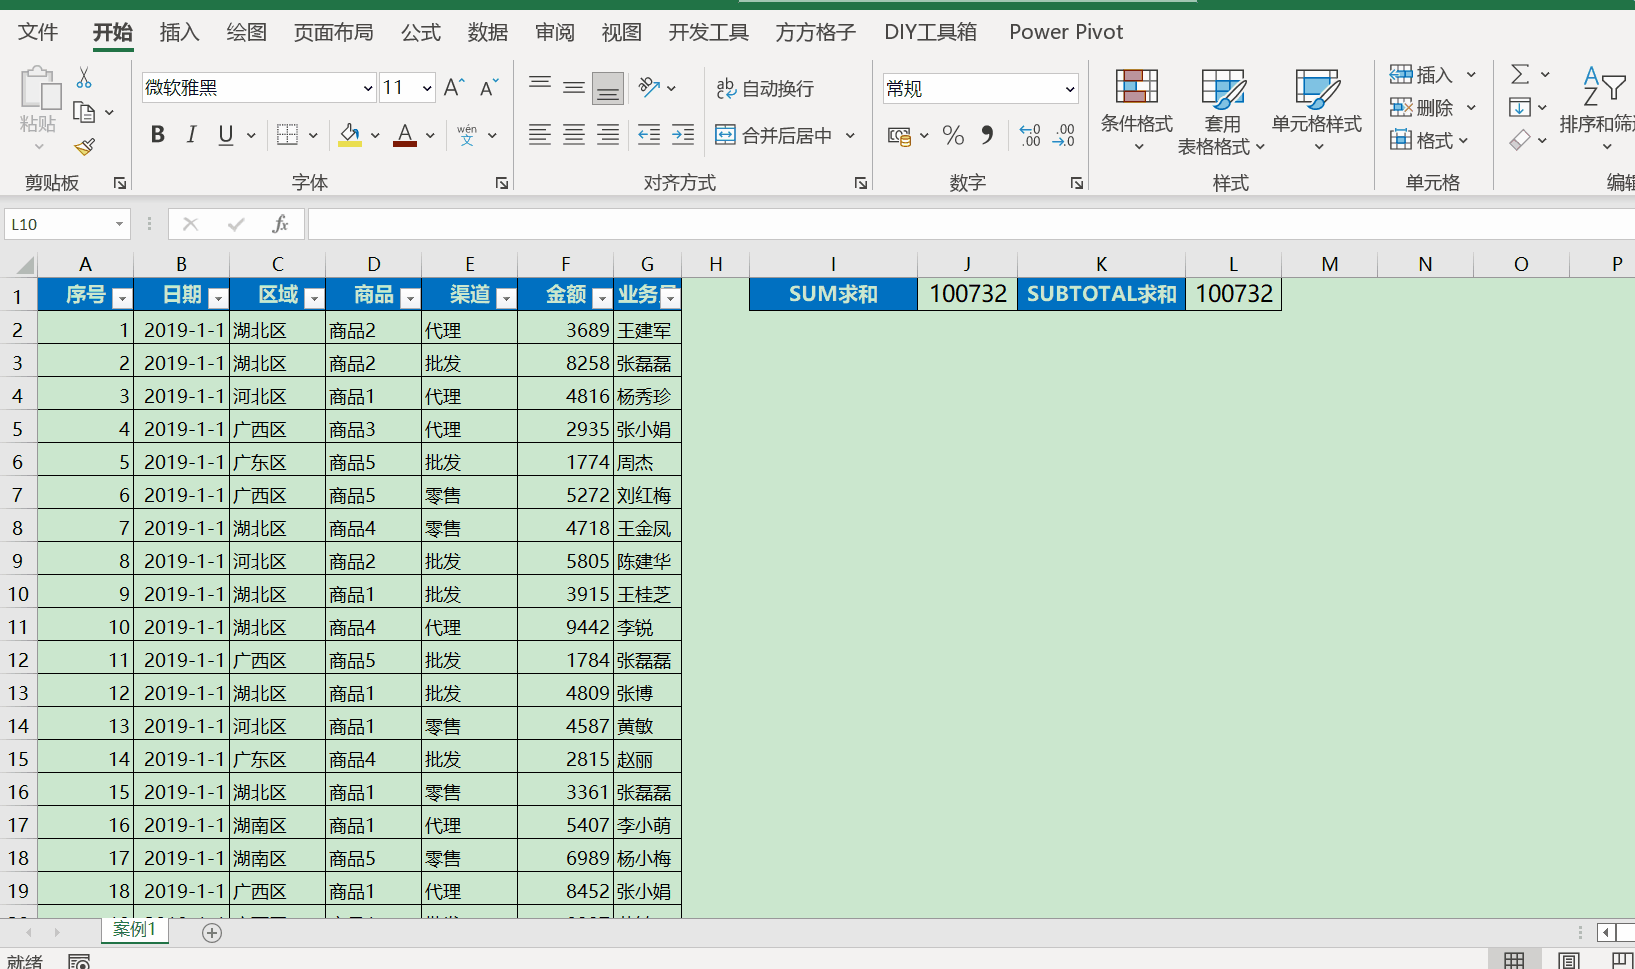 文件 开始 插入 绘图 页面布局 公式 数据 审阅 视图 开发工具 方方格子 DIY工具箱 Power Pivot
粘贴 微软雅黑 11 A A 自动换行 常规 条件格式 套用 表格格式 单元格样式 插入 删除 格式 排序和筛
B I U A wén 文 合并后居中 % .00
剪贴板 字体 对齐方式 数字 样式 单元格 编辑
L10 fx
A B C D E F G H I J K L M N O P
1 序号 日期 区域 商品 渠道 金额 业务员 SUM求和 100732 SUBTOTAL求和 100732
2 1 2019-1-1 湖北区 商品2 代理 3689 王建军
3 2 2019-1-1 湖北区 商品2 批发 8258 张磊磊
4 3 2019-1-1 河北区 商品1 代理 4816 杨秀珍
5 4 2019-1-1 广西区 商品3 代理 2935 张小娟
6 5 2019-1-1 广东区 商品5 批发 1774 周杰
7 6 2019-1-1 广西区 商品5 零售 5272 刘红梅
8 7 2019-1-1 湖北区 商品4 零售 4718 王金凤
9 8 2019-1-1 河北区 商品2 批发 5805 陈建华
10 9 2019-1-1 湖北区 商品1 批发 3915 王桂芝
11 10 2019-1-1 湖北区 商品4 代理 9442 李锐
12 11 2019-1-1 广西区 商品5 批发 1784 张磊磊
13 12 2019-1-1 湖北区 商品1 批发 4809 张博
14 13 2019-1-1 河北区 商品1 零售 4587 黄敏
15 14 2019-1-1 广东区 商品4 批发 2815 赵丽
16 15 2019-1-1 湖北区 商品1 零售 3361 张磊磊
17 16 2019-1-1 湖南区 商品1 代理 5407 李小萌
18 17 2019-1-1 湖南区 商品5 零售 6989 杨小梅
19 18 2019-1-1 广西区 商品1 代理 8452 张小娟
案例1
就绪